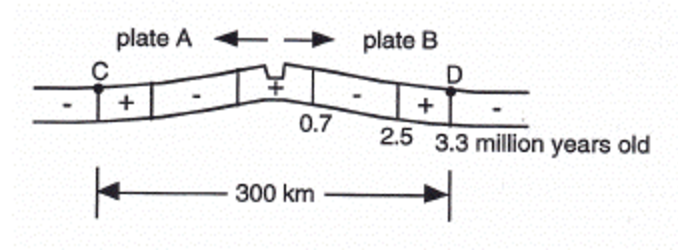 plate A plate B
C D
- + - + - + -
0.7 2.5 3.3 million years old
300 km